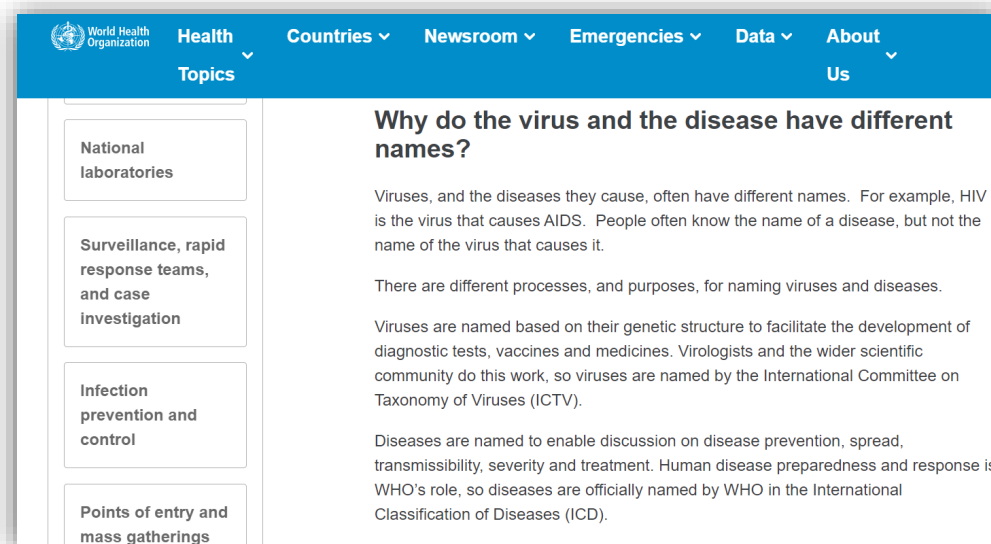 World Health
Organization
Health
Topics
Countries
Newsroom
Emergencies
Data
About
Us
National
laboratories
Surveillance, rapid
response teams,
and case
investigation
Infection
prevention and
control
Points of entry and
mass gatherings
Why do the virus and the disease have different
names?
Viruses, and the diseases they cause, often have different names.  For example, HIV
is the virus that causes AIDS.  People often know the name of a disease, but not the
name of the virus that causes it.
There are different processes, and purposes, for naming viruses and diseases.
Viruses are named based on their genetic structure to facilitate the development of
diagnostic tests, vaccines and medicines. Virologists and the wider scientific
community do this work, so viruses are named by the International Committee on
Taxonomy of Viruses (ICTV).
Diseases are named to enable discussion on disease prevention, spread,
transmissibility, severity and treatment. Human disease preparedness and response is
WHO’s role, so diseases are officially named by WHO in the International
Classification of Diseases (ICD).